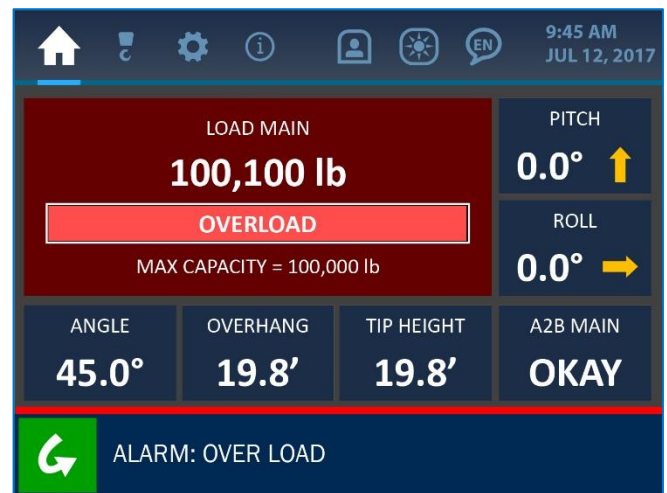 EN
9:45 AM
JUL 12, 2017
LOAD MAIN
100,100 lb
OVERLOAD
MAX CAPACITY = 100,000 lb
PITCH
0.0°
ROLL
0.0°
ANGLE
45.0°
OVERHANG
19.8’
TIP HEIGHT
19.8’
A2B MAIN
OKAY
ALARM: OVER LOAD